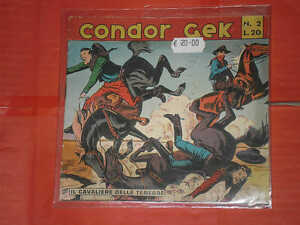 condor Gek
N. 2
L. 20
€ 20-00
IL CAVALIERE DELLE TENEBRE